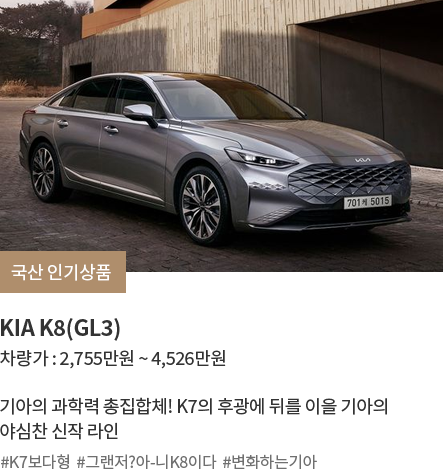 KIA
701세 5015
국산 인기상품
KIA K8(GL3)
차량가 : 2,755만원 ~ 4,526만원
기아의 과학력 총집합체! K7의 후광에 뒤를 이을 기아의
야심찬 신작 라인
#K7보다형 #그랜저?아-니K8이다 #변화하는기아